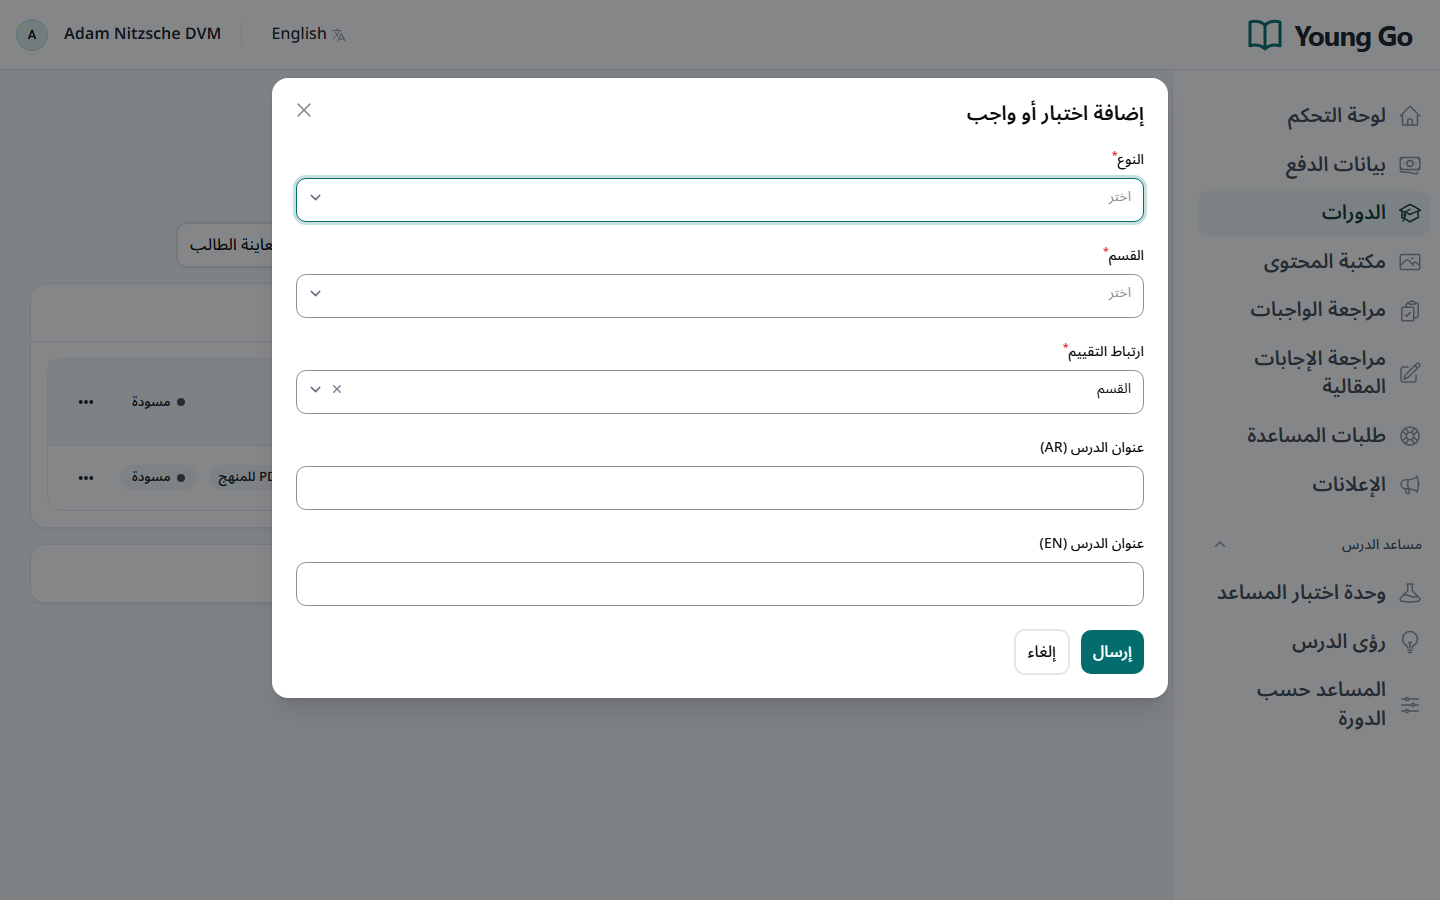 Young Go
English
Adam Nitzsche DVM
A
لوحة التحكم
بيانات الدفع
الدورات
مكتبة المحتوى
مراجعة الواجبات
مراجعة الإجابات
المقالية
طلبات المساعدة
الإعلانات
مساعد الدرس
وحدة اختبار المساعد
رؤى الدرس
المساعد حسب
الدورة
إضافة اختبار أو واجب
النوع*
اختر
القسم*
اختر
ارتباط التقييم*
القسم
عنوان الدرس (AR)
عنوان الدرس (EN)
إرسال
إلغاء
الطالب
مسودة
للمنهج
مسودة